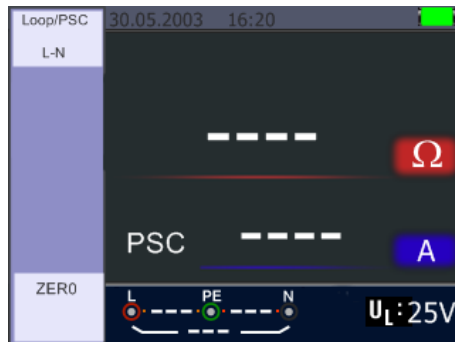 Loop/PSC 30.05.2003 16:20
L-N
---- Ω
PSC ---- A
ZER0
L PE N
--- --- --- UL:25V